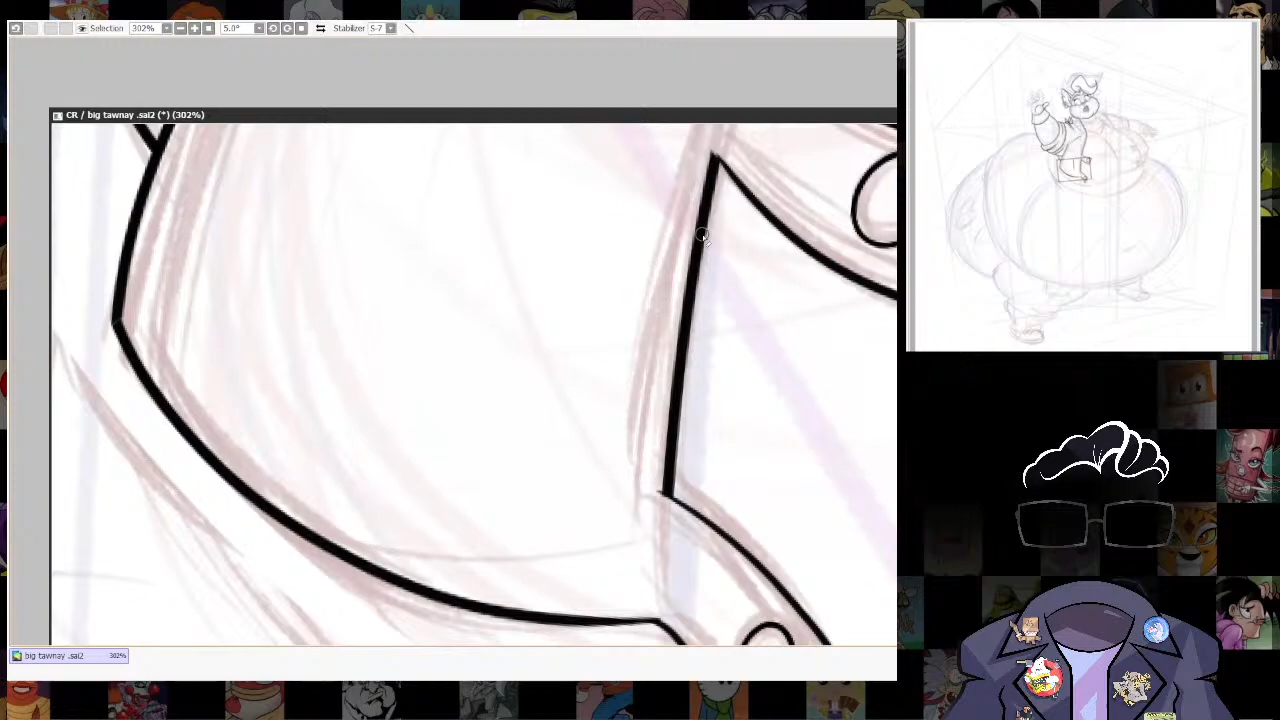 Selection 302% 5.0° Stabilizer S-7
CR / big tawnay .sai2 (*) (302%)
big tawnay .sai2 302%